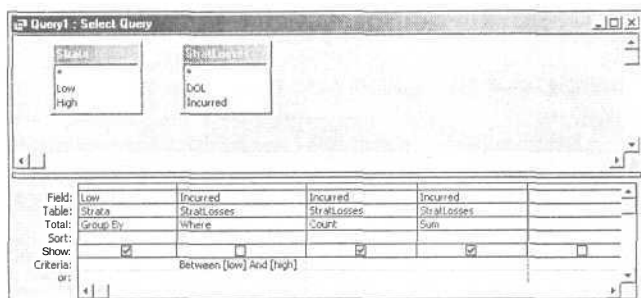 Query1 : Select Query
Strata
*
Low
High
*
DOL
Incurred
Field: Low Incurred Incurred Incurred
Table: Strata StratLosses StratLosses StratLosses
Total: Group By Where Count Sum
Sort:
Show:
Criteria: Between [low] And [high]
or: